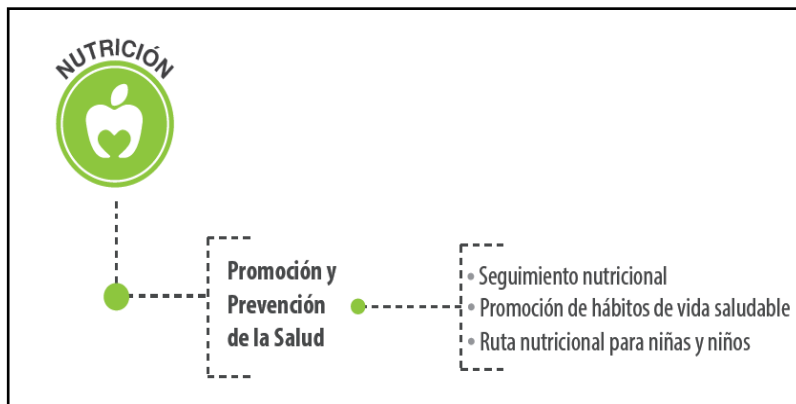 NUTRICIÓN
Promoción y
Prevención
de la Salud
• Seguimiento nutricional
• Promoción de hábitos de vida saludable
• Ruta nutricional para niñas y niños